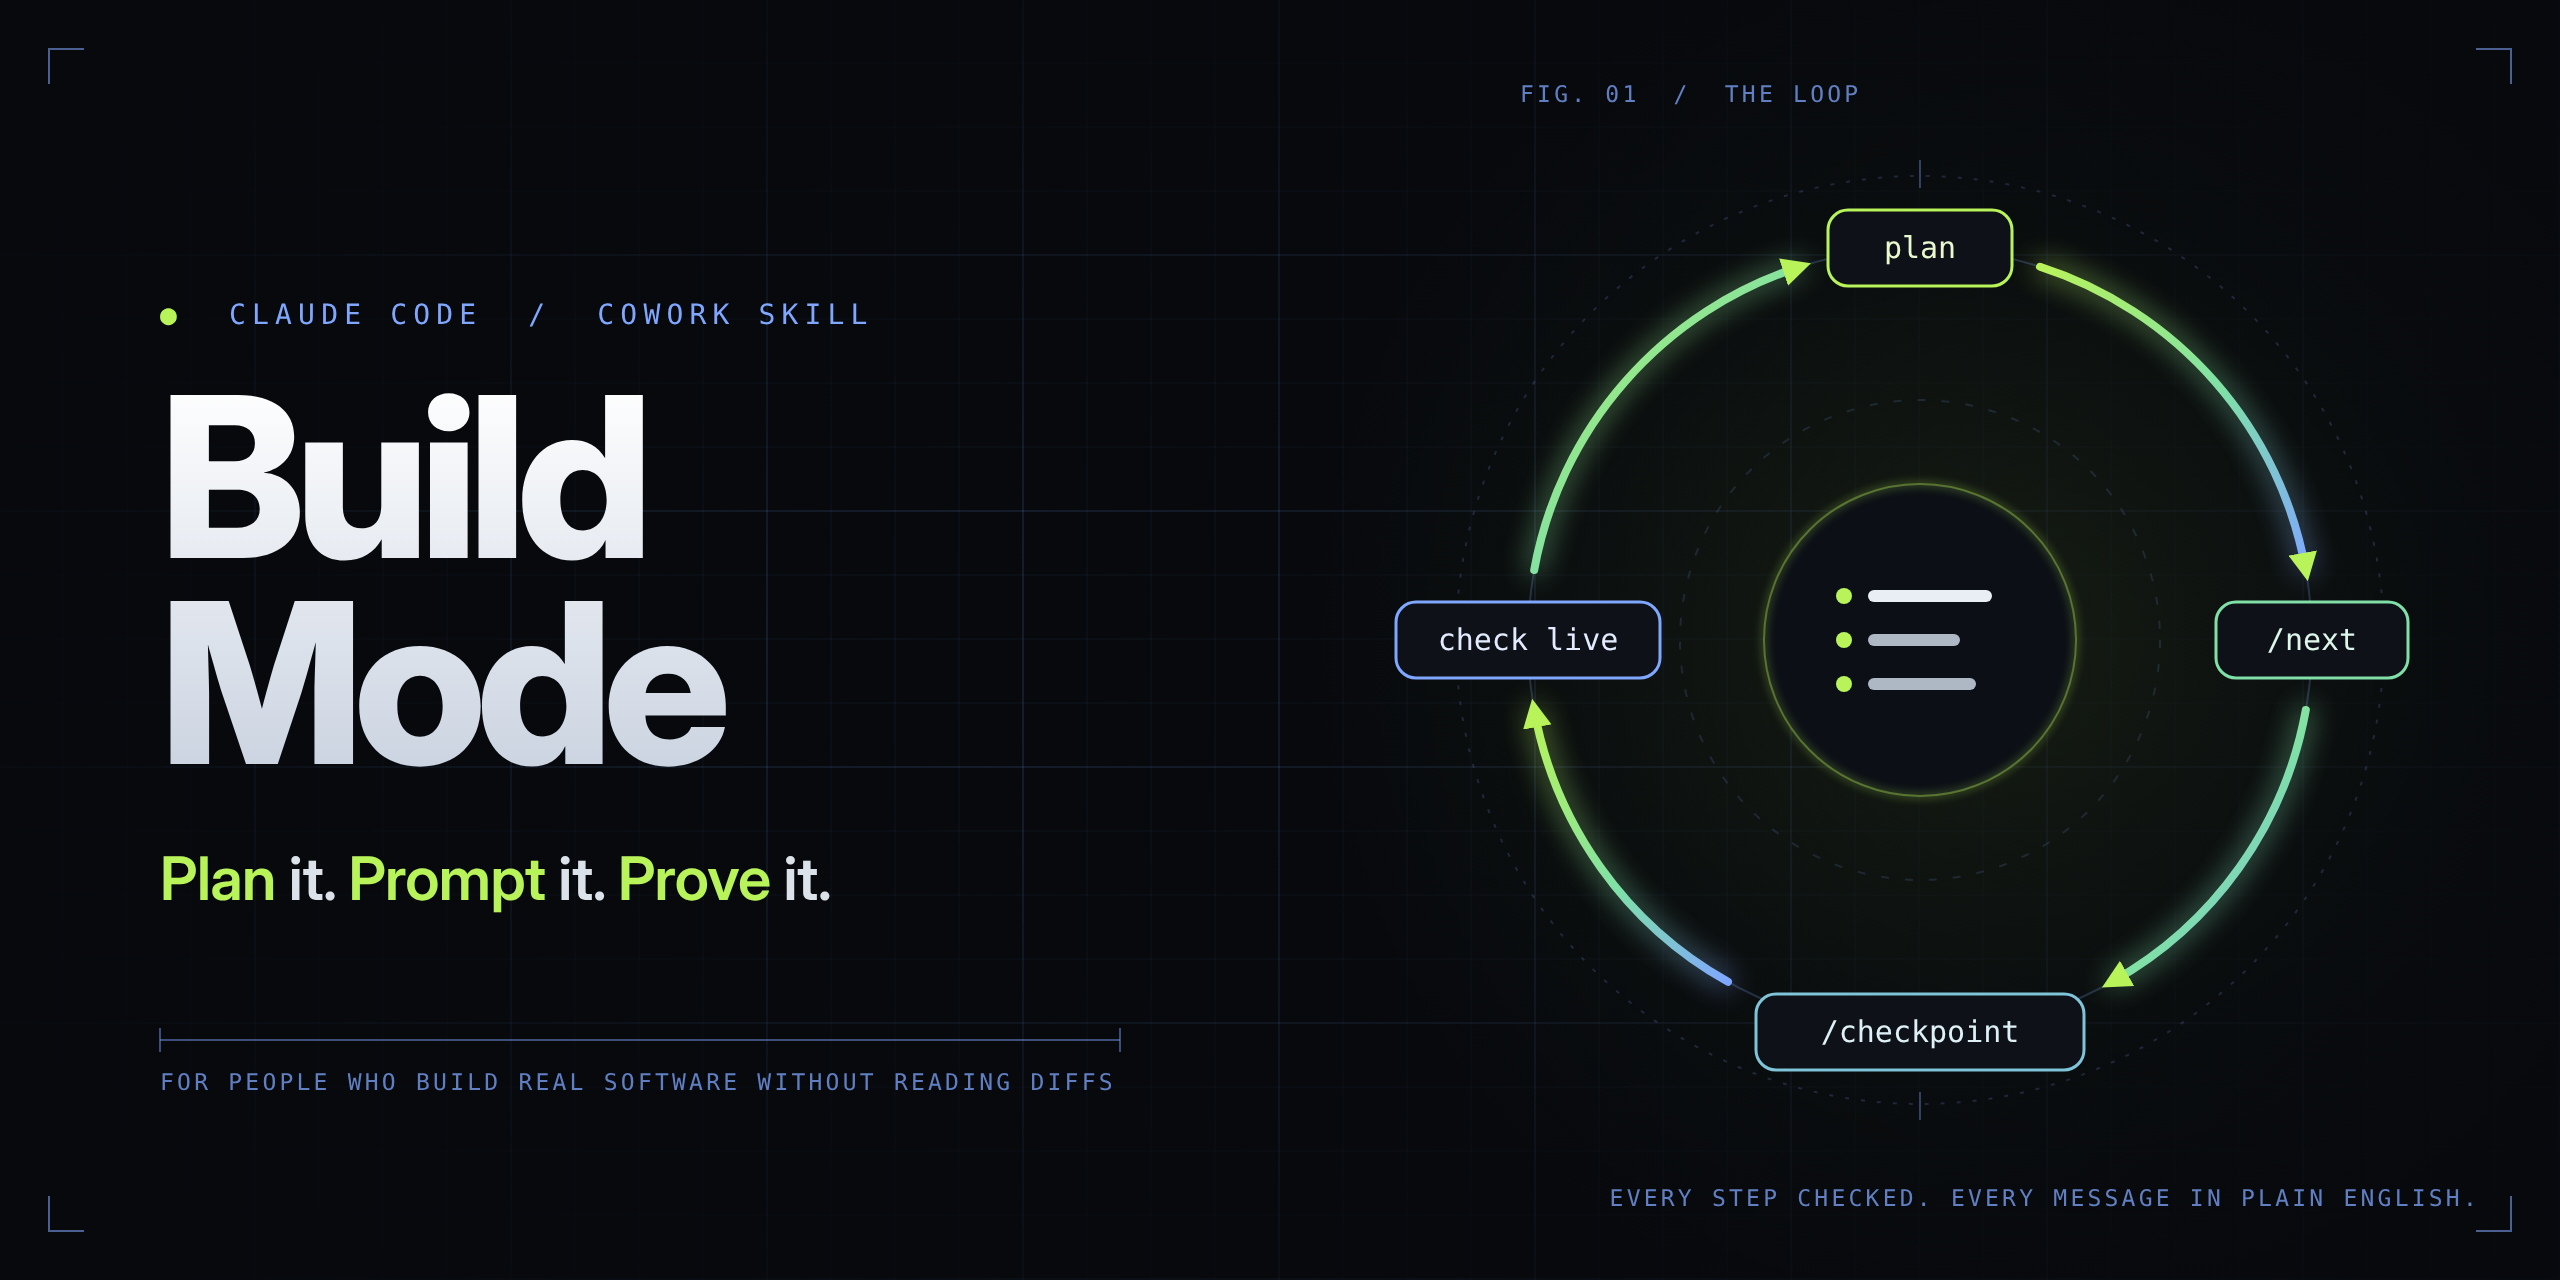 FIG. 01 / THE LOOP
CLAUDE CODE / COWORK SKILL
Build
Mode
Plan it. Prompt it. Prove it.
FOR PEOPLE WHO BUILD REAL SOFTWARE WITHOUT READING DIFFS
plan
/next
/checkpoint
check live
EVERY STEP CHECKED. EVERY MESSAGE IN PLAIN ENGLISH.